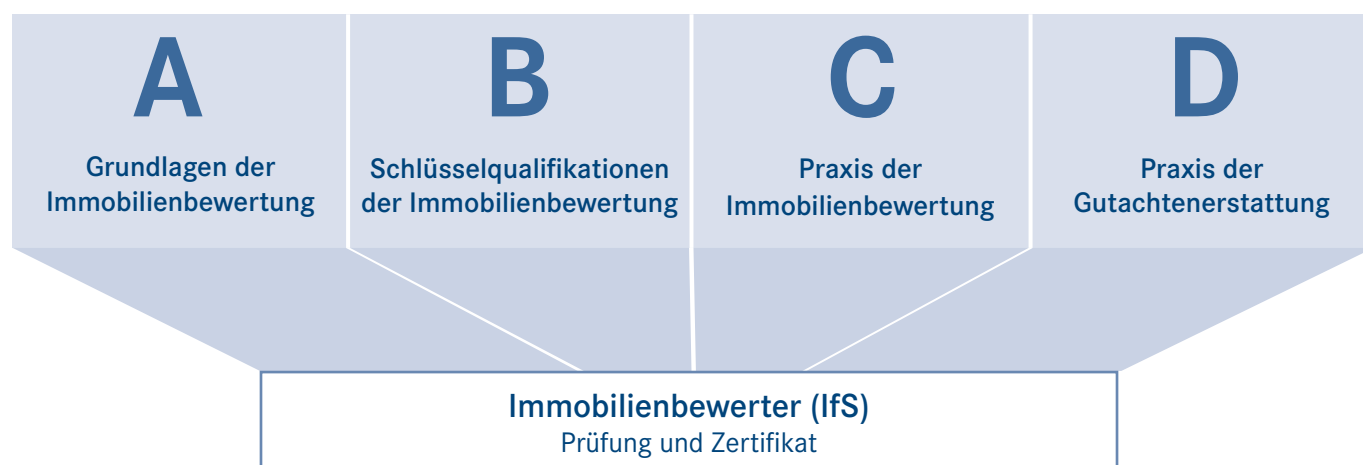 A
Grundlagen der
Immobilienbewertung
B
Schlüsselqualifikationen
der Immobilienbewertung
C
Praxis der
Immobilienbewertung
D
Praxis der
Gutachtenerstattung
Immobilienbewerter (IfS)
Prüfung und Zertifikat